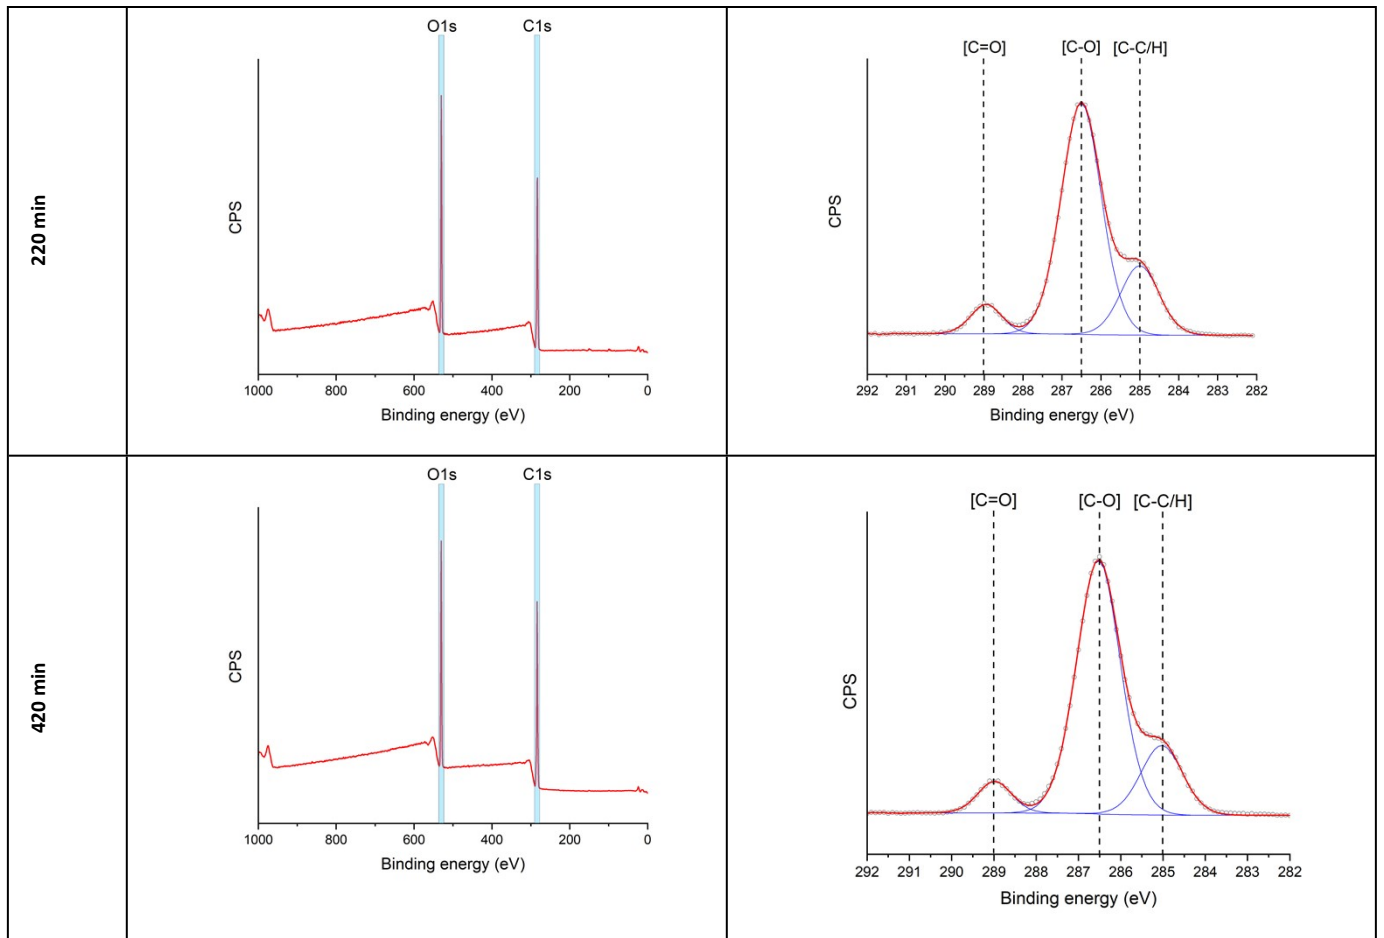 220 min
O1s C1s
CPS
1000 800 600 400 200 0
Binding energy (eV)
[C=O] [C-O] [C-C/H]
CPS
292 291 290 289 288 287 286 285 284 283 282
Binding energy (eV)
420 min
O1s C1s
CPS
1000 800 600 400 200 0
Binding energy (eV)
[C=O] [C-O] [C-C/H]
CPS
292 291 290 289 288 287 286 285 284 283 282
Binding energy (eV)